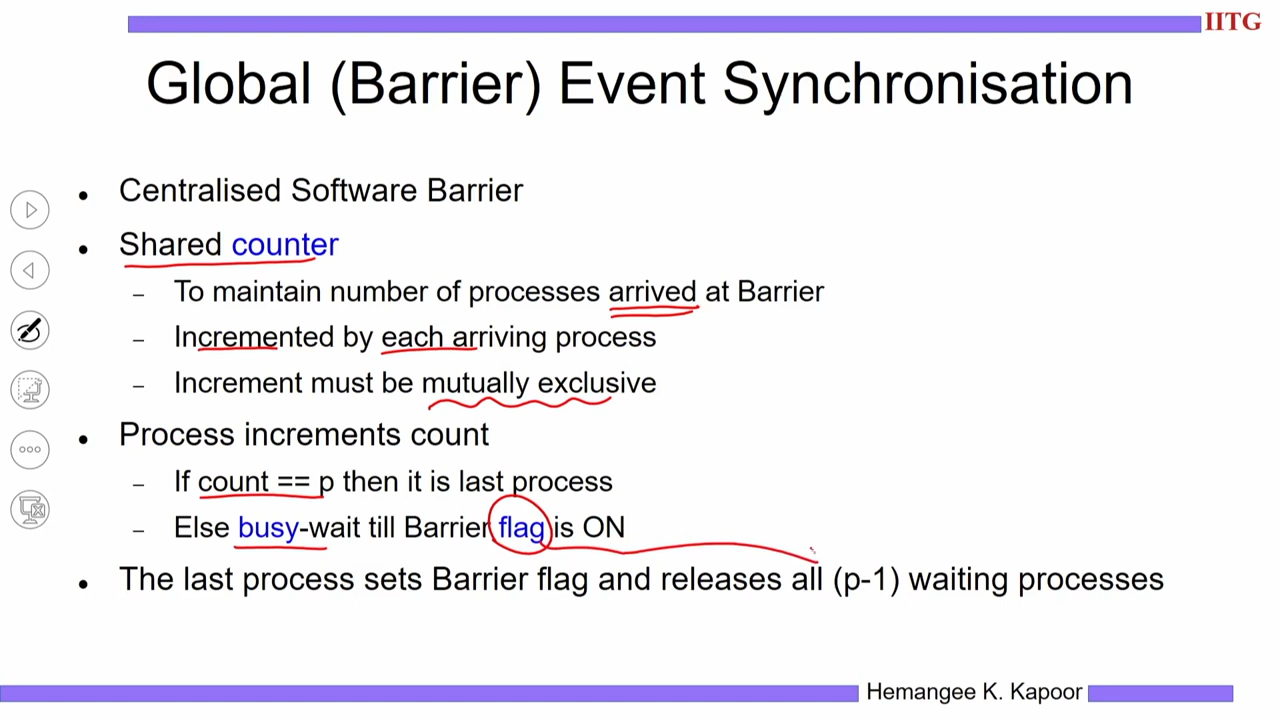 IITG
Global (Barrier) Event Synchronisation
• Centralised Software Barrier
• Shared counter
– To maintain number of processes arrived at Barrier
– Incremented by each arriving process
– Increment must be mutually exclusive
• Process increments count
– If count == p then it is last process
– Else busy-wait till Barrier flag is ON
• The last process sets Barrier flag and releases all (p-1) waiting processes
Hemangee K. Kapoor